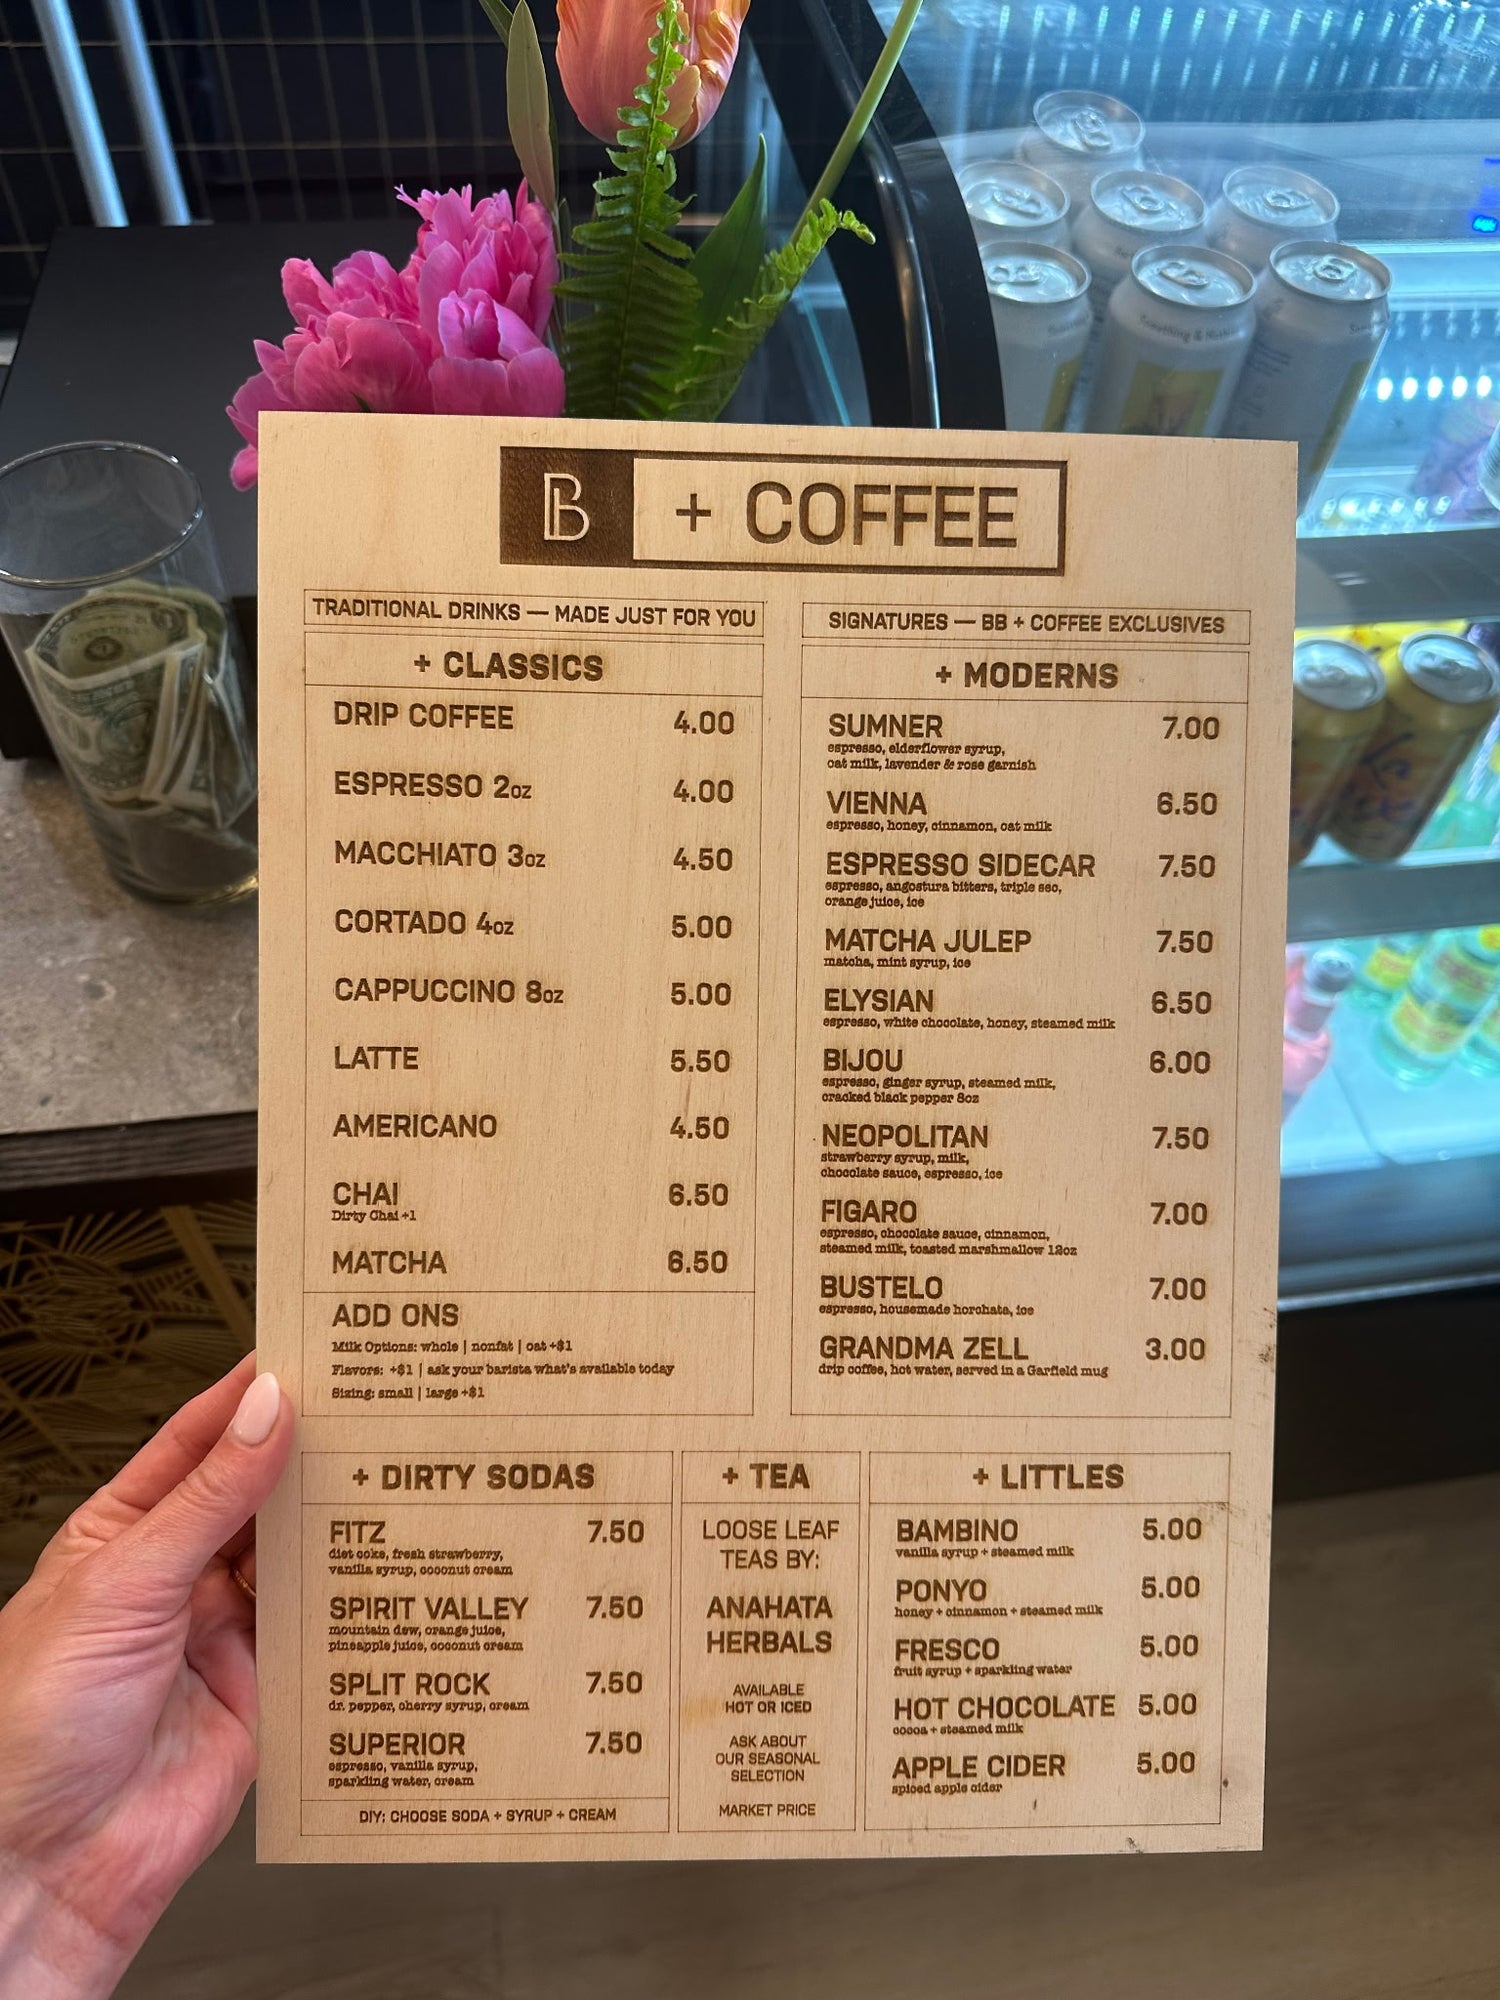 B + COFFEE
TRADITIONAL DRINKS — MADE JUST FOR YOU
+ CLASSICS
DRIP COFFEE 4.00
ESPRESSO 2oz 4.00
MACCHIATO 3oz 4.50
CORTADO 4oz 5.00
CAPPUCCINO 8oz 5.00
LATTE 5.50
AMERICANO 4.50
CHAI 6.50
Dirty Chai +1
MATCHA 6.50
ADD ONS
Milk Options: whole | nonfat | oat +$1
Flavors: +$1 | ask your barista what's available today
Sizing: small | large +$1
SIGNATURES — BB + COFFEE EXCLUSIVES
+ MODERNS
SUMNER 7.00
espresso, elderflower syrup,
oat milk, lavender & rose garnish
VIENNA 6.50
espresso, honey, cinnamon, oat milk
ESPRESSO SIDECAR 7.50
espresso, angostura bitters, triple sec,
orange juice, ice
MATCHA JULEP 7.50
matcha, mint syrup, ice
ELYSIAN 6.50
espresso, white chocolate, honey, steamed milk
BIJOU 6.00
espresso, ginger syrup, steamed milk,
cracked black pepper 8oz
NEOPOLITAN 7.50
strawberry syrup, milk,
chocolate sauce, espresso, ice
FIGARO 7.00
espresso, chocolate sauce, cinnamon,
steamed milk, toasted marshmallow 12oz
BUSTELO 7.00
espresso, housemade horchata, ice
GRANDMA ZELL 3.00
drip coffee, hot water, served in a Garfield mug
+ DIRTY SODAS
FITZ 7.50
diet coke, fresh strawberry,
vanilla syrup, coconut cream
SPIRIT VALLEY 7.50
mountain dew, orange juice,
pineapple juice, coconut cream
SPLIT ROCK 7.50
dr. pepper, cherry syrup, cream
SUPERIOR 7.50
espresso, vanilla syrup,
sparkling water, cream
DIY: CHOOSE SODA + SYRUP + CREAM
+ TEA
LOOSE LEAF
TEAS BY:
ANAHATA
HERBALS
AVAILABLE
HOT OR ICED
ASK ABOUT
OUR SEASONAL
SELECTION
MARKET PRICE
+ LITTLES
BAMBINO 5.00
vanilla syrup + steamed milk
PONYO 5.00
honey + cinnamon + steamed milk
FRESCO 5.00
fruit syrup + sparkling water
HOT CHOCOLATE 5.00
cocoa + steamed milk
APPLE CIDER 5.00
spiced apple cider